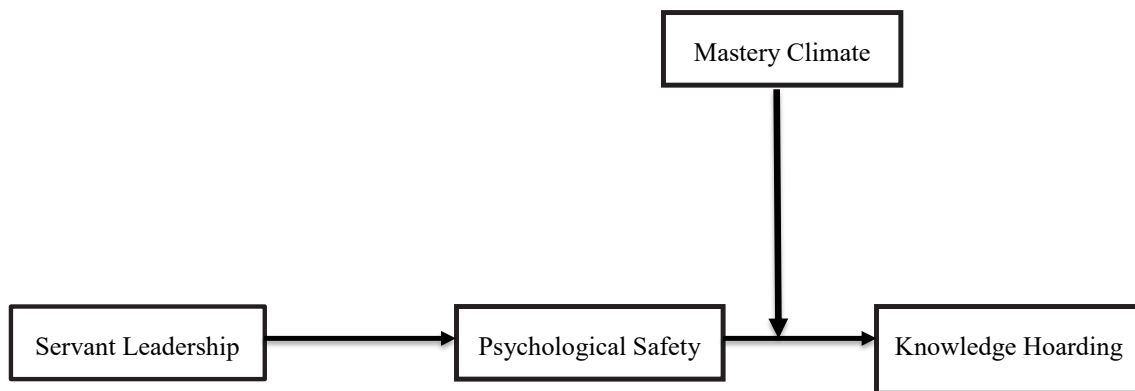 Mastery Climate
Servant Leadership
Psychological Safety
Knowledge Hoarding